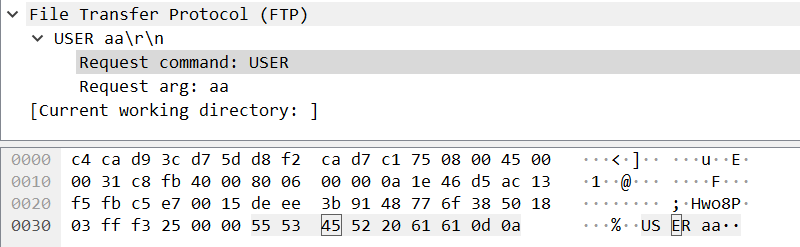 File Transfer Protocol (FTP)
USER aa\r\n
Request command: USER
Request arg: aa
[Current working directory: ]
0000 c4 ca d9 3c d7 5d d8 f2 ca d7 c1 75 08 00 45 00 ···<·]·· ···u··E·
0010 00 31 c8 fb 40 00 80 06 00 00 0a 1e 46 d5 ac 13 ·1··@··· ····F···
0020 f5 fb c5 e7 00 15 de ee 3b 91 48 77 6f 38 50 18 ········ ;·Hwo8P·
0030 03 ff f3 25 00 00 55 53 45 52 20 61 61 0d 0a ···%··US ER aa··